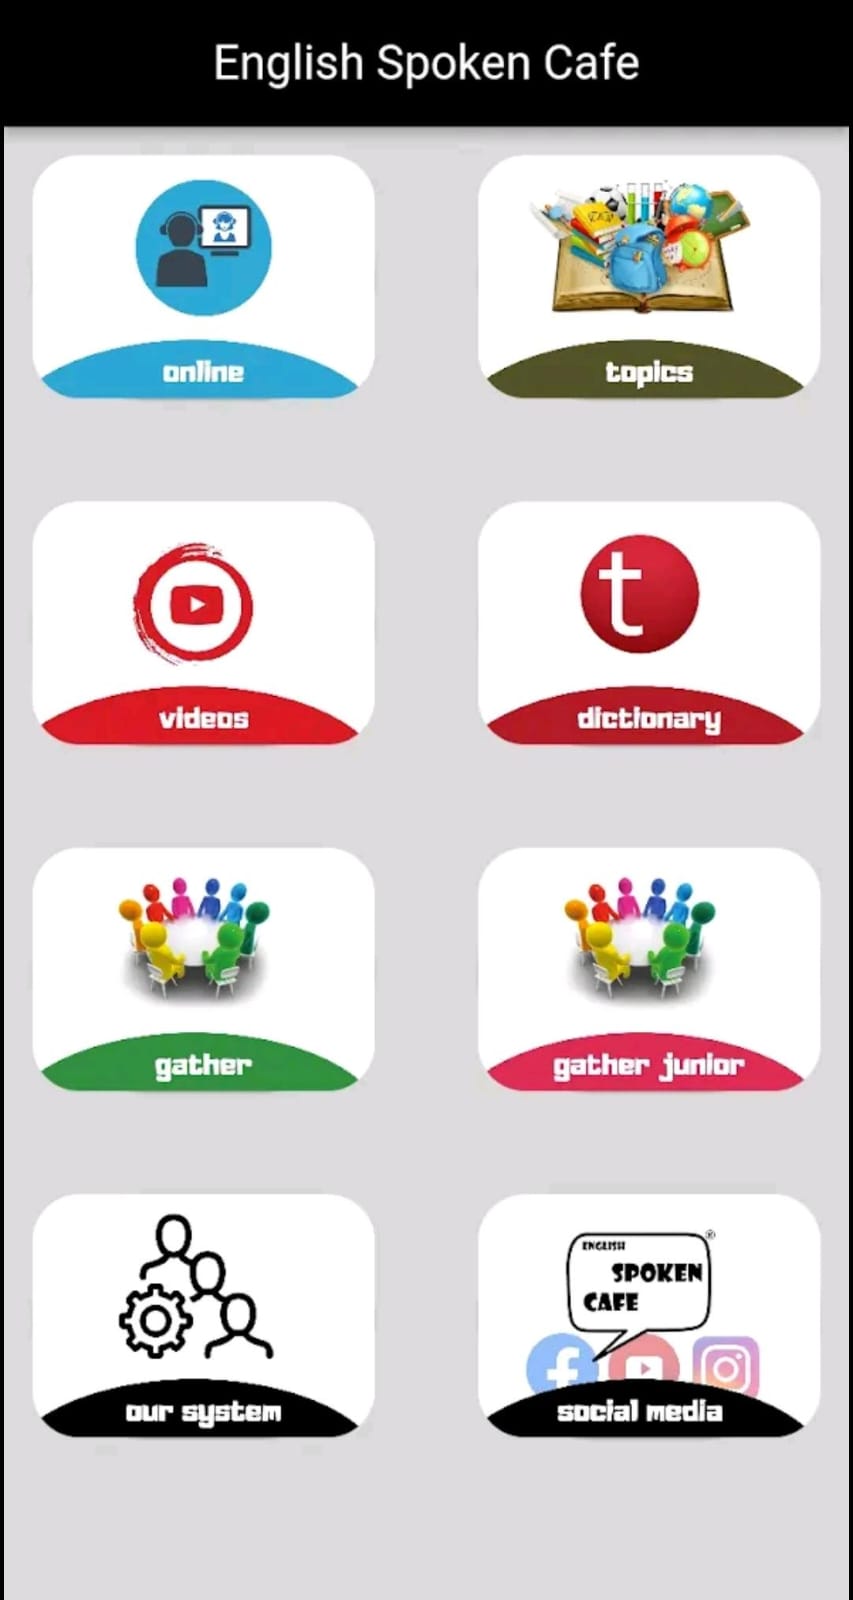 English Spoken Cafe
online
topics
videos
t
dictionary
gather
gather junior
our system
ENGLISH
SPOKEN
CAFE
®
social media